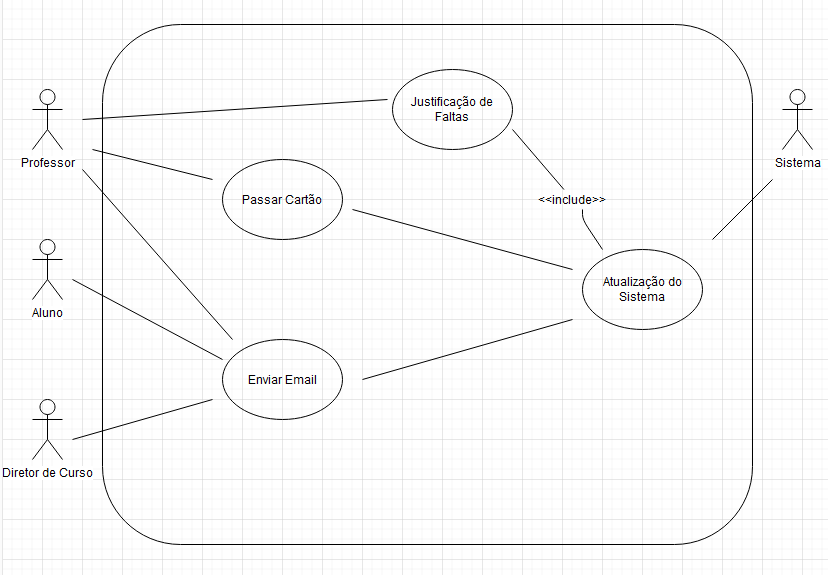 Justificação de
Faltas
Professor
Sistema
Passar Cartão
<<include>>
Atualização do
Sistema
Aluno
Enviar Email
Diretor de Curso